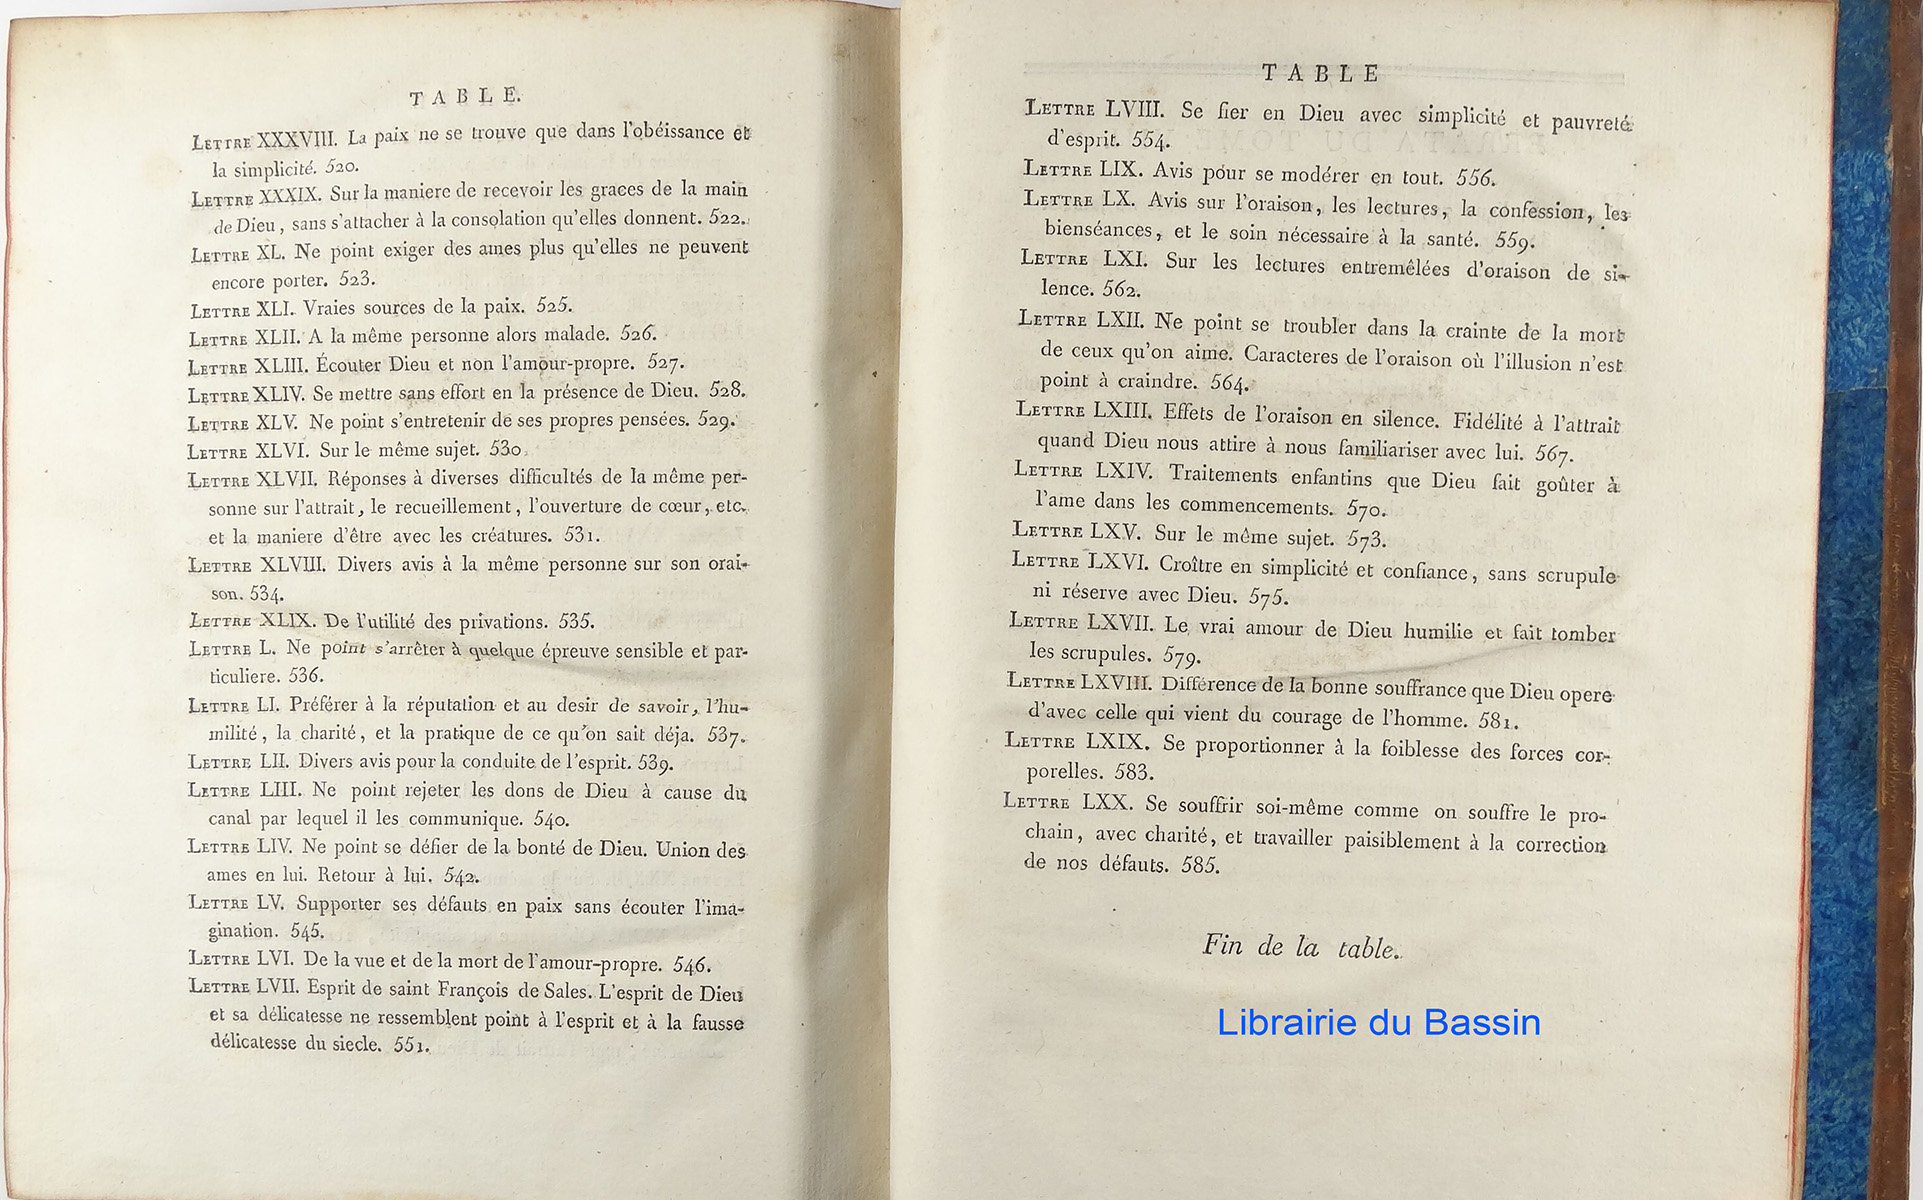 TABLE.
LETTRE XXXVIII. La paix ne se trouve que dans l'obéissance et
la simplicité. 520.
LETTRE XXXIX. Sur la maniere de recevoir les graces de la main
de Dieu, sans s'attacher à la consolation qu'elles donnent. 522.
LETTRE XL. Ne point exiger des ames plus qu'elles ne peuvent
encore porter. 523.
LETTRE XLI. Vraies sources de la paix. 525.
LETTRE XLII. A la même personne alors malade. 526.
LETTRE XLIII. Écouter Dieu et non l'amour-propre. 527.
LETTRE XLIV. Se mettre sans effort en la présence de Dieu. 528.
LETTRE XLV. Ne point s'entretenir de ses propres pensées. 529.
LETTRE XLVI. Sur le même sujet. 530.
LETTRE XLVII. Réponses à diverses difficultés de la même per-
sonne sur l'attrait, le recueillement, l'ouverture de cœur, etc.
et la maniere d'être avec les créatures. 531.
LETTRE XLVIII. Divers avis à la même personne sur son orai-
son. 534.
LETTRE XLIX. De l'utilité des privations. 535.
LETTRE L. Ne point s'arrêter à quelque épreuve sensible et par-
ticuliere. 536.
LETTRE LI. Préférer à la réputation et au desir de savoir, l'hu-
milité, la charité, et la pratique de ce qu'on sait déja. 537.
LETTRE LII. Divers avis pour la conduite de l'esprit. 539.
LETTRE LIII. Ne point rejeter les dons de Dieu à cause du
canal par lequel il les communique. 540.
LETTRE LIV. Ne point se défier de la bonté de Dieu. Union des
ames en lui. Retour à lui. 542.
LETTRE LV. Supporter ses défauts en paix sans écouter l'ima-
gination. 545.
LETTRE LVI. De la vue et de la mort de l'amour-propre. 546.
LETTRE LVII. Esprit de saint François de Sales. L'esprit de Dieu
et sa délicatesse ne ressemblent point à l'esprit et à la fausse
délicatesse du siecle. 551.
TABLE
LETTRE LVIII. Se fier en Dieu avec simplicité et pauvreté
d'esprit. 554.
LETTRE LIX. Avis pour se modérer en tout. 556.
LETTRE LX. Avis sur l'oraison, les lectures, la confession, les
bienséances, et le soin nécessaire à la santé. 559.
LETTRE LXI. Sur les lectures entremêlées d'oraison de si-
lence. 562.
LETTRE LXII. Ne point se troubler dans la crainte de la mort
de ceux qu'on aime. Caracteres de l'oraison où l'illusion n'est
point à craindre. 564.
LETTRE LXIII. Effets de l'oraison en silence. Fidélité à l'attrait
quand Dieu nous attire à nous familiariser avec lui. 567.
LETTRE LXIV. Traitements enfantins que Dieu fait goûter à
l'ame dans les commencements. 570.
LETTRE LXV. Sur le même sujet. 573.
LETTRE LXVI. Croître en simplicité et confiance, sans scrupule
ni réserve avec Dieu. 575.
LETTRE LXVII. Le vrai amour de Dieu humilie et fait tomber
les scrupules. 579.
LETTRE LXVIII. Différence de la bonne souffrance que Dieu opere
d'avec celle qui vient du courage de l'homme. 581.
LETTRE LXIX. Se proportionner à la foiblesse des forces cor-
porelles. 583.
LETTRE LXX. Se souffrir soi-même comme on souffre le pro-
chain, avec charité, et travailler paisiblement à la correction
de nos défauts. 585.
Fin de la table.
Librairie du Bassin